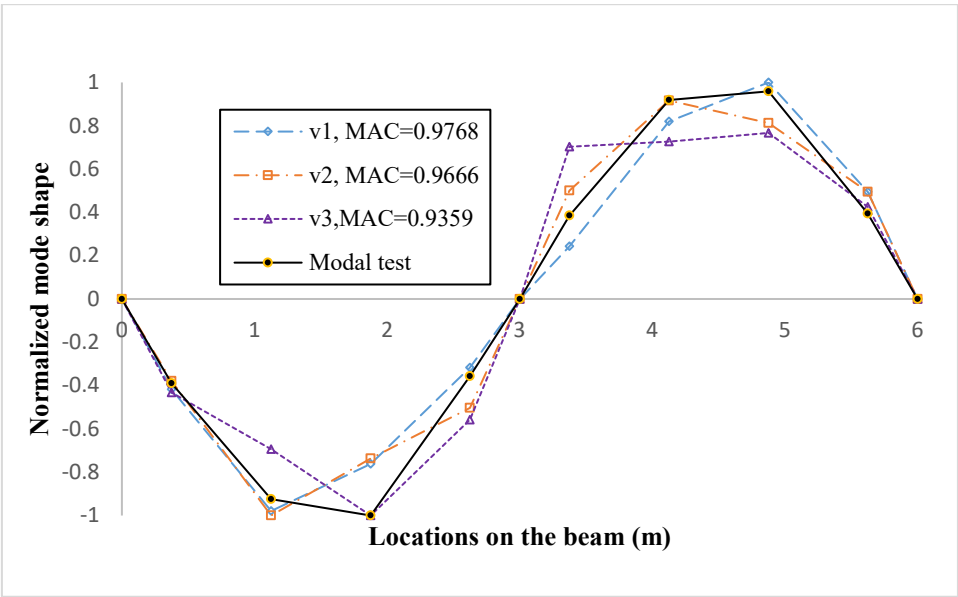 1
0.8
0.6
0.4
0.2
0
-0.2
-0.4
-0.6
-0.8
-1
v1, MAC=0.9768
v2, MAC=0.9666
v3,MAC=0.9359
Modal test
0 1 2 3 4 5 6
Normalized mode shape
Locations on the beam (m)